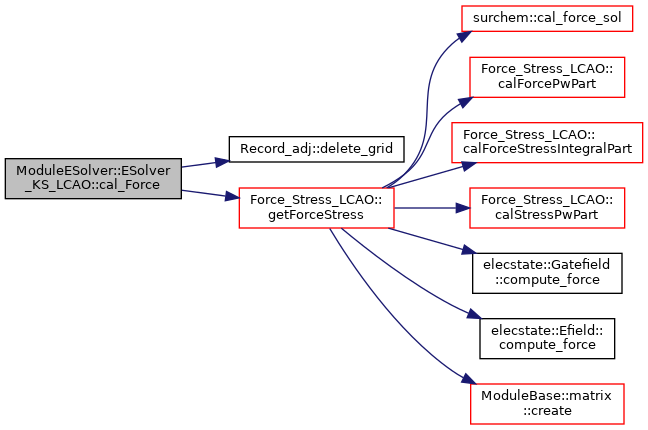 ModuleESolver::ESolver
_KS_LCAO::cal_Force
Record_adj::delete_grid
Force_Stress_LCAO::
getForceStress
surchem::cal_force_sol
Force_Stress_LCAO::
calForcePwPart
Force_Stress_LCAO::
calForceStressIntegralPart
Force_Stress_LCAO::
calStressPwPart
elecstate::Gatefield
::compute_force
elecstate::Efield::
compute_force
ModuleBase::matrix
::create